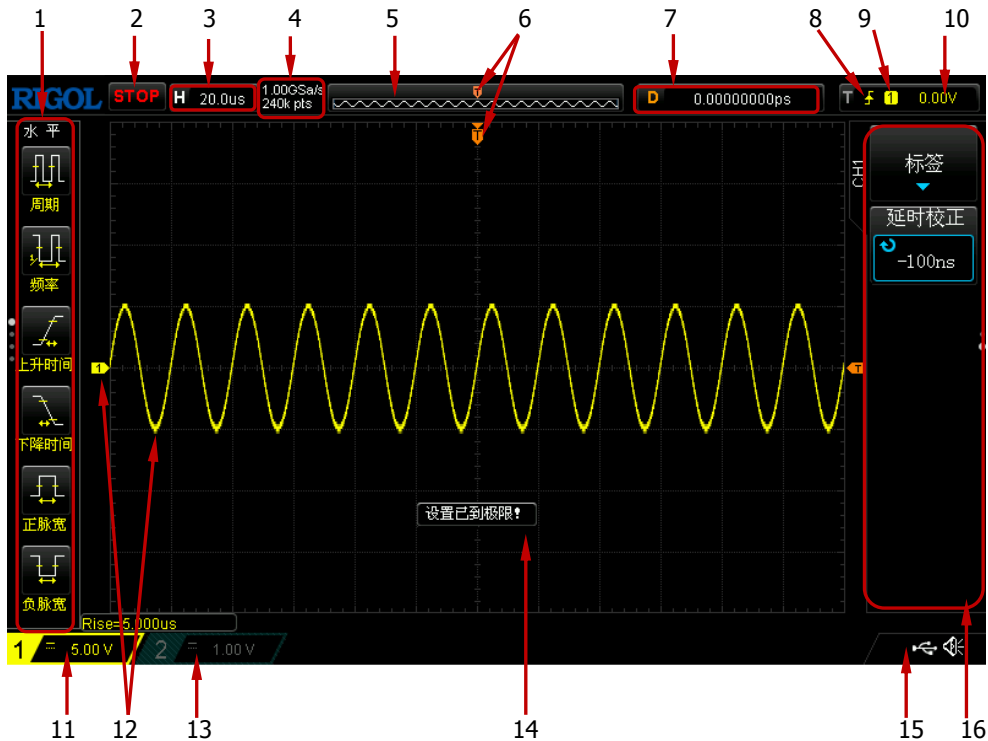 1 2 3 4 5 6 7 8 9 10
RIGOL STOP H 20.0us 1.00GSa/s T D 0.00000000ps T 1 0.00V
240k pts
水 平
T
CH1
标签
周期
延时校正
-100ns
频率
上升时间
1
T
下降时间
设置已到极限!
正脉宽
负脉宽
Rise=5.000us
1 5.00 V 2 1.00 V
11 12 13 14 15 16